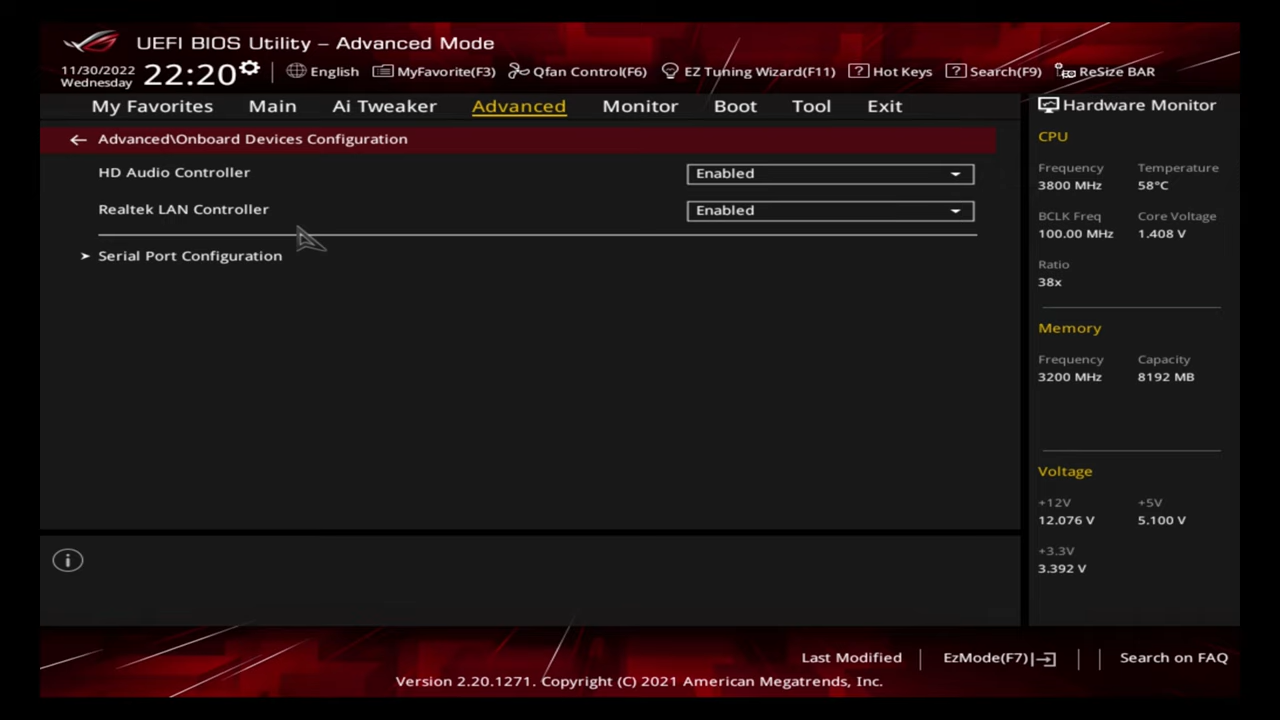 UEFI BIOS Utility – Advanced Mode
11/30/2022 Wednesday 22:20 English MyFavorite(F3) Qfan Control(F6) EZ Tuning Wizard(F11) ? Hot Keys ? Search(F9) ReSize BAR
My Favorites Main Ai Tweaker Advanced Monitor Boot Tool Exit
Hardware Monitor
← Advanced\Onboard Devices Configuration
HD Audio Controller Enabled
Realtek LAN Controller Enabled
Serial Port Configuration
CPU
Frequency Temperature
3800 MHz 58°C
BCLK Freq Core Voltage
100.00 MHz 1.408 V
Ratio
38x
Memory
Frequency Capacity
3200 MHz 8192 MB
Voltage
+12V +5V
12.076 V 5.100 V
+3.3V
3.392 V
i
Last Modified EzMode(F7) Search on FAQ
Version 2.20.1271. Copyright (C) 2021 American Megatrends, Inc.